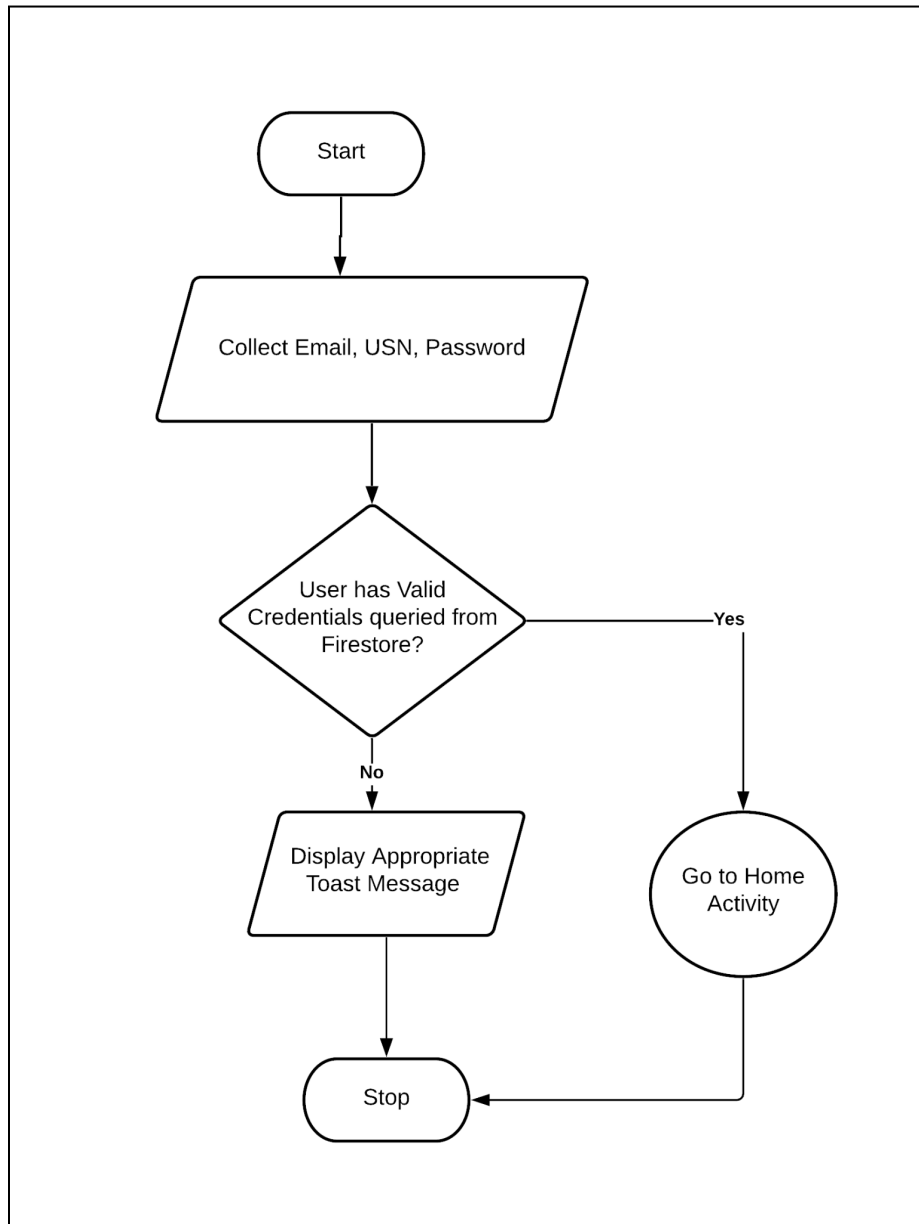 Start
Collect Email, USN, Password
User has Valid
Credentials queried from
Firestore?
Yes
No
Display Appropriate
Toast Message
Go to Home
Activity
Stop